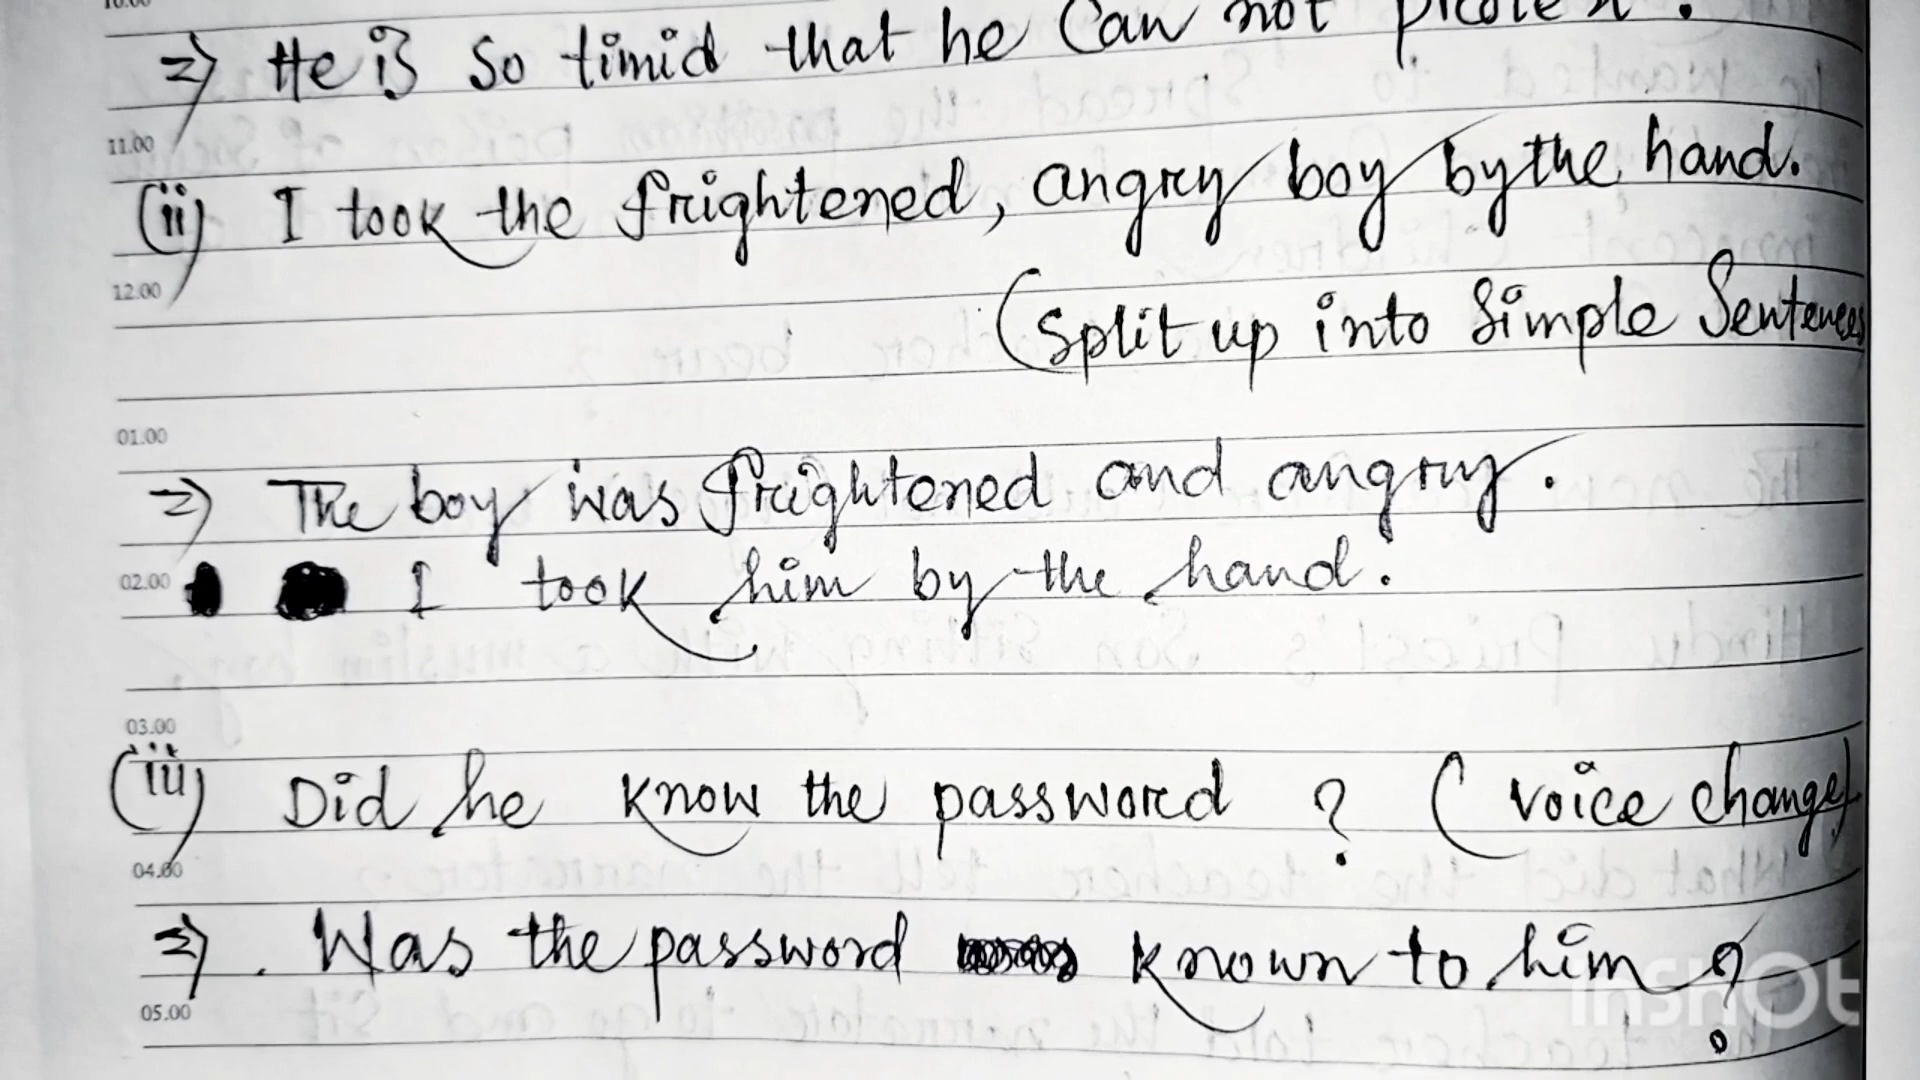 10.00
=> He is so timid that he can not protest.
11.00
(ii) I took the frightened, angry boy by the hand.
12.00
(Split up into Simple Sentences
01.00
=> The boy was frightened and angry.
02.00 I took him by the hand.
03.00
(iii) Did he know the password ? (voice change)
04.00
=> . Was the password known to him ?
05.00
InShOt